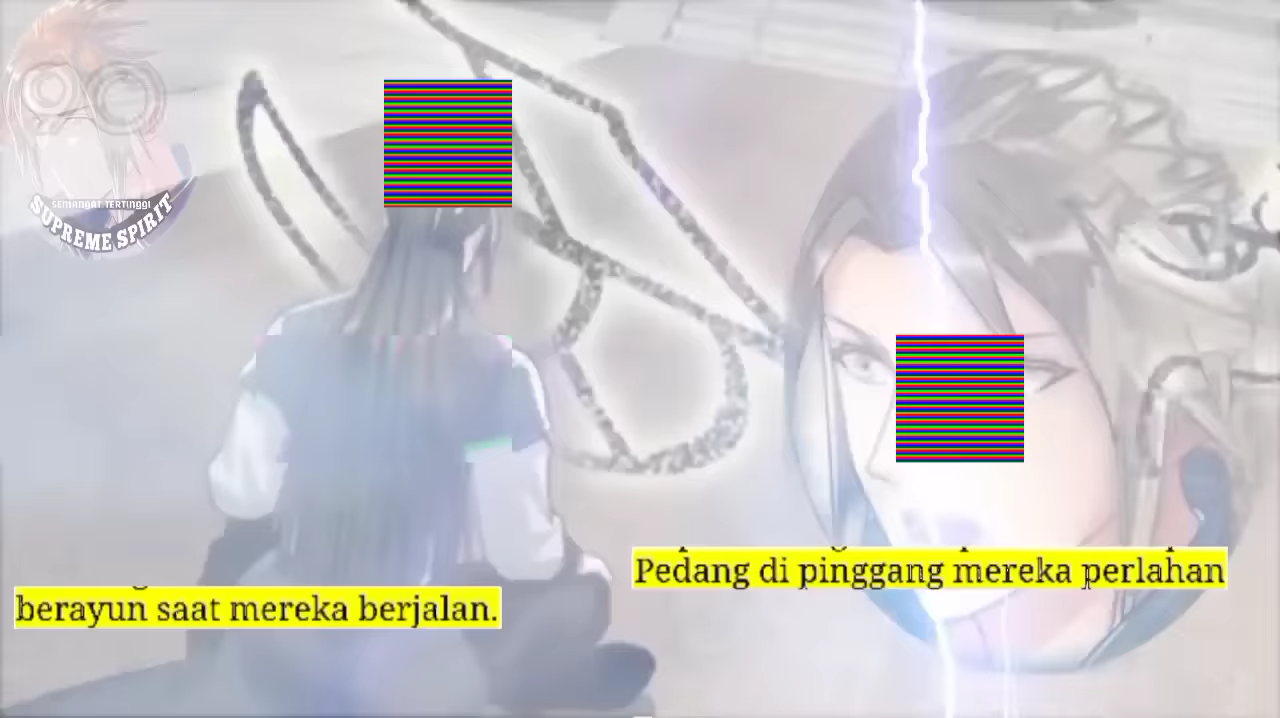 SEMANGAT TERTINGGI
SUPREME SPIRIT
Pedang di pinggang mereka perlahan
berayun saat mereka berjalan.